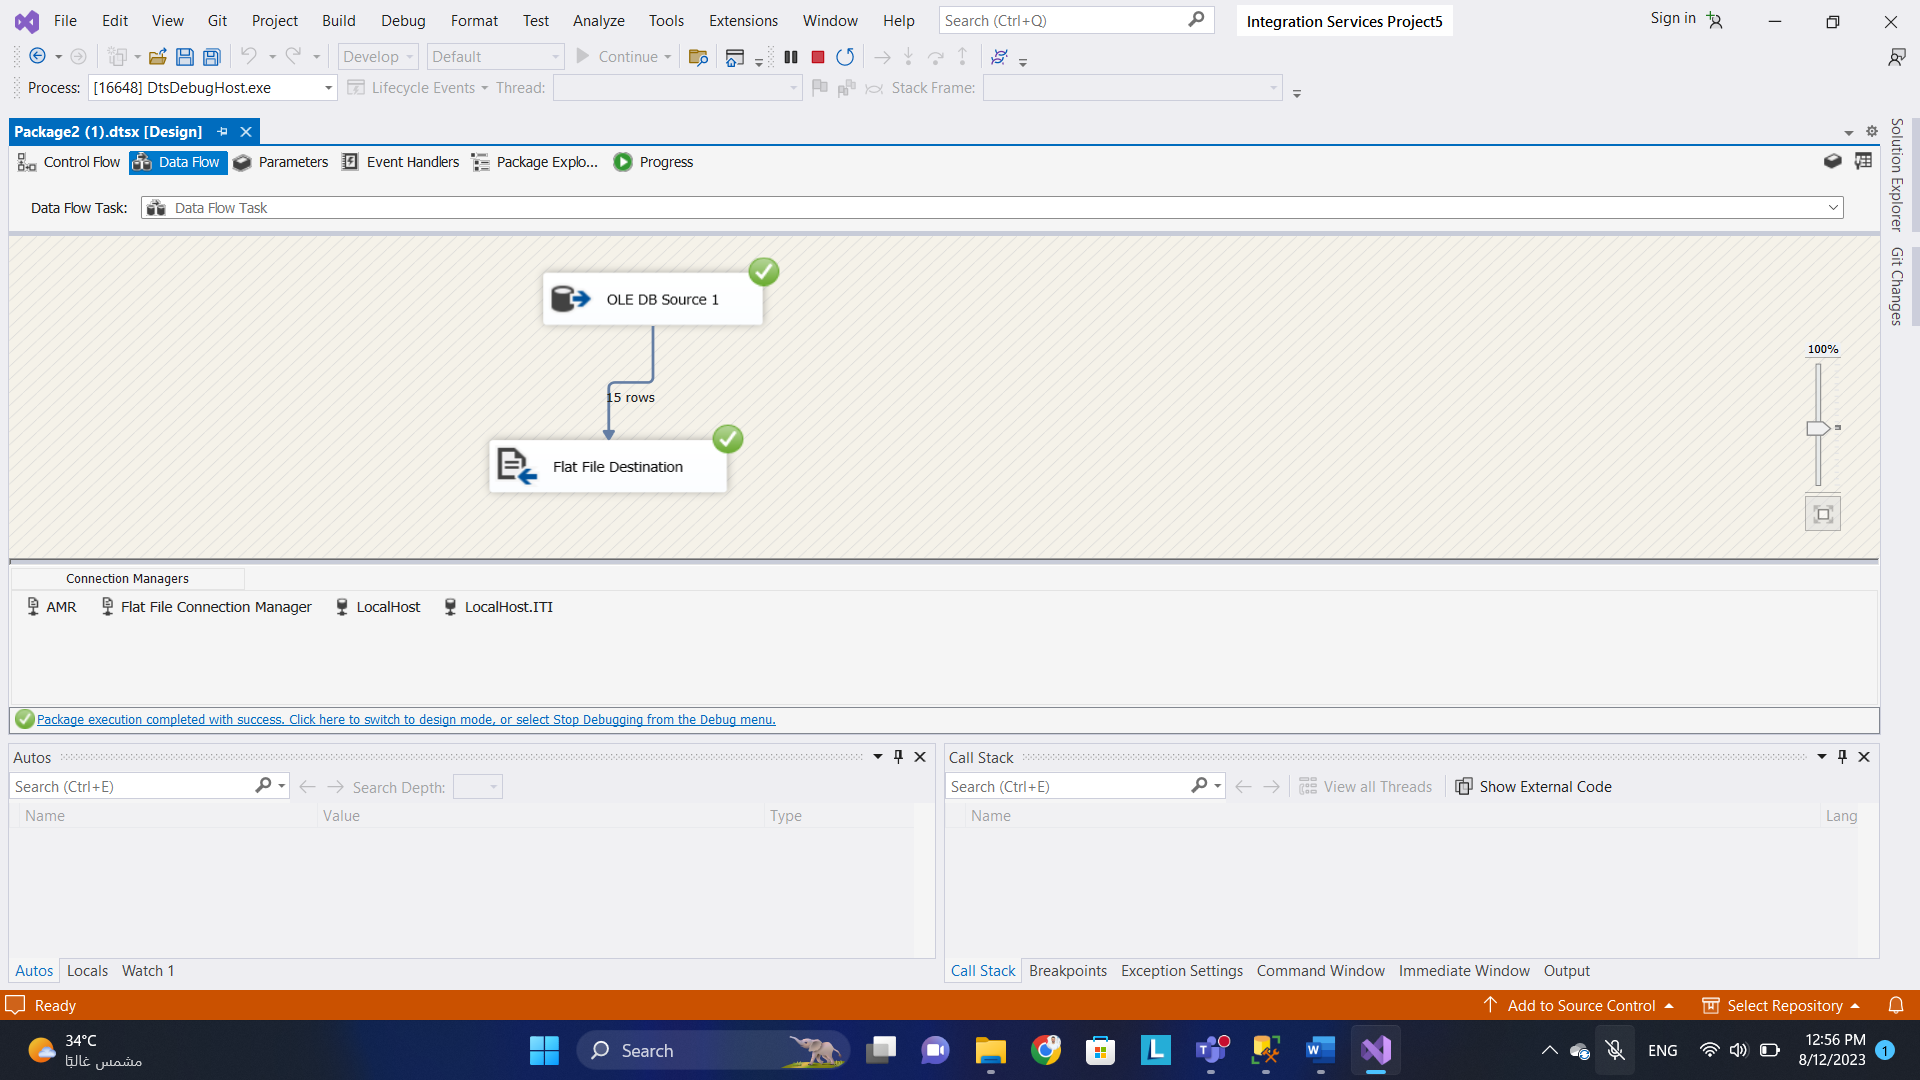 File Edit View Git Project Build Debug Format Test Analyze Tools Extensions Window Help Search (Ctrl+Q) Integration Services Project5 Sign in
Develop Default Continue
Process: [16648] DtsDebugHost.exe Lifecycle Events Thread: Stack Frame:
Package2 (1).dtsx [Design]
Control Flow Data Flow Parameters Event Handlers Package Explo... Progress
Data Flow Task: Data Flow Task
Solution Explorer
Git Changes
OLE DB Source 1
15 rows
Flat File Destination
100%
Connection Managers
AMR Flat File Connection Manager LocalHost LocalHost.ITI
Package execution completed with success. Click here to switch to design mode, or select Stop Debugging from the Debug menu.
Autos
Search (Ctrl+E) Search Depth:
Name Value Type
Autos Locals Watch 1
Call Stack
Search (Ctrl+E) View all Threads Show External Code
Name Lang
Call Stack Breakpoints Exception Settings Command Window Immediate Window Output
Ready Add to Source Control Select Repository
34°C
مشمس غالبًا
Search
L
W
ENG
12:56 PM
8/12/2023
1